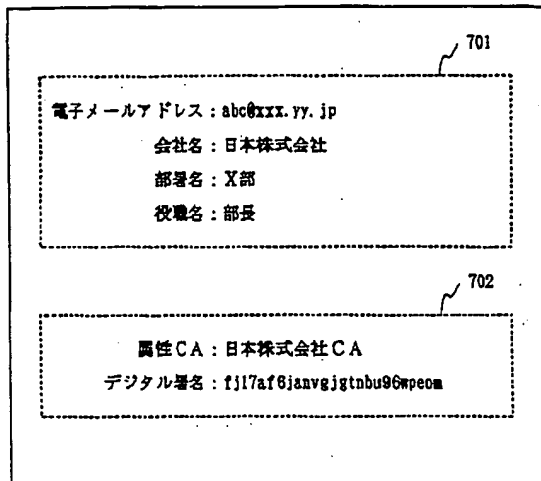 701
電子メールアドレス：abc@xxx.yy.jp
会社名：日本株式会社
部署名：X部
役職名：部長
702
属性CA：日本株式会社CA
デジタル署名：fjl7af6janvgjgtnbu96wpeom